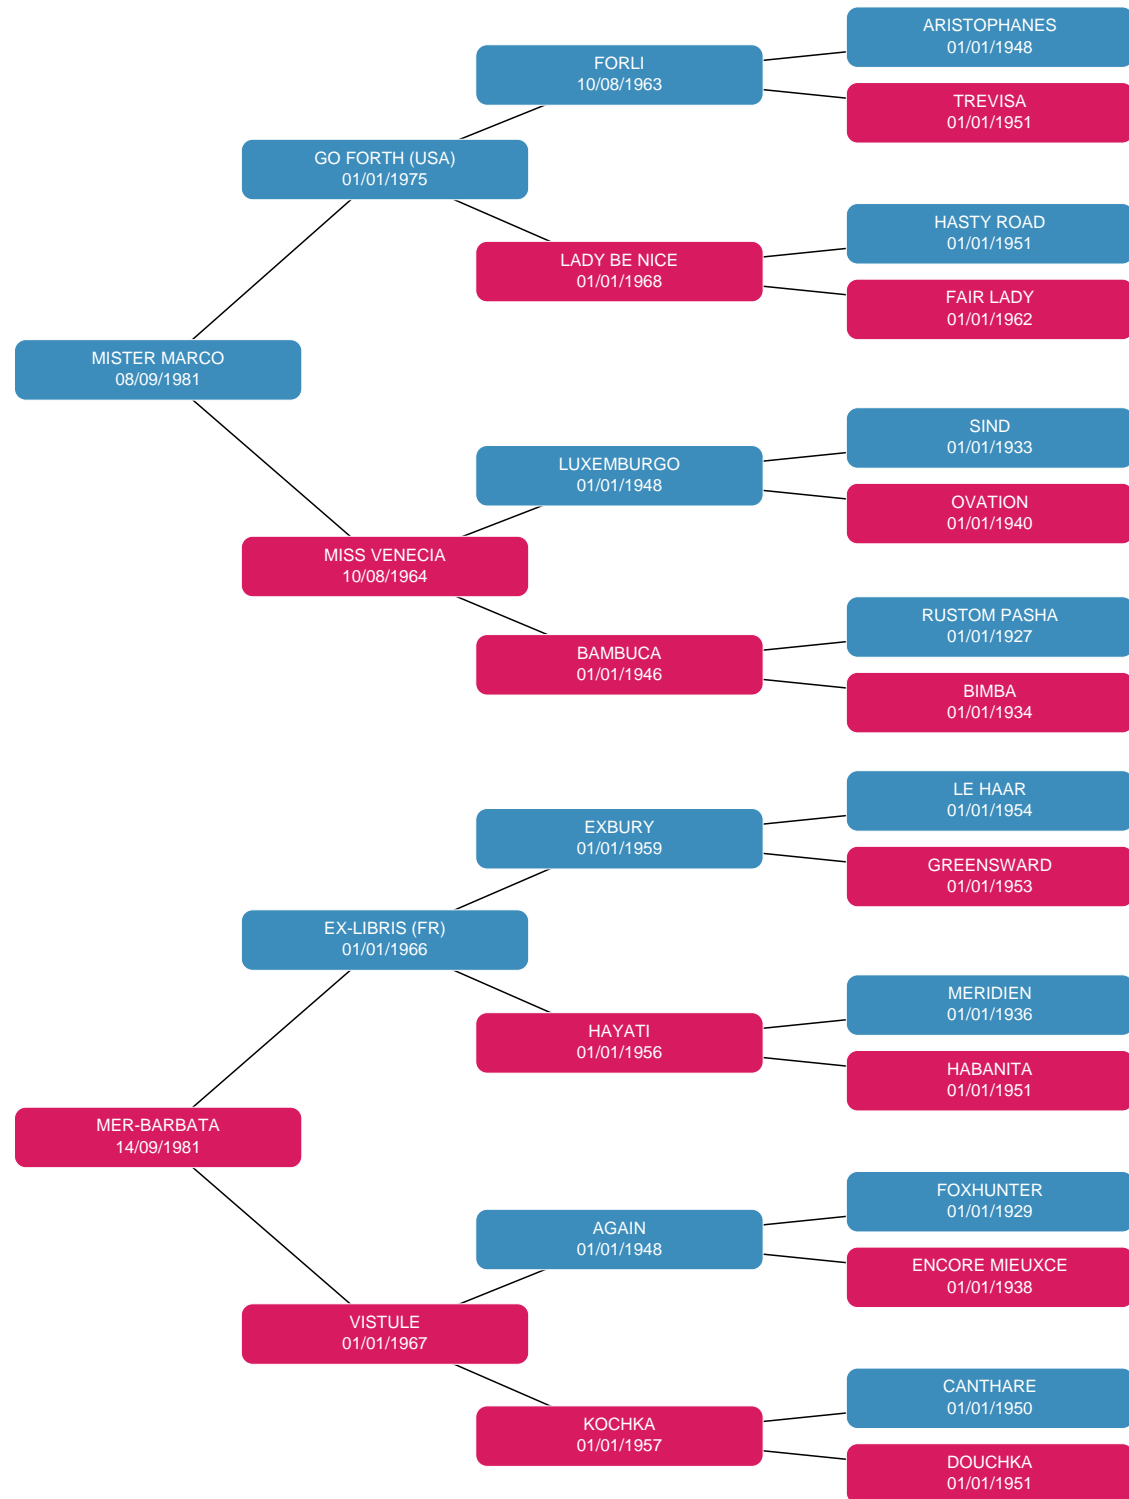 ARISTOPHANES
01/01/1948
FORLI
10/08/1963
TREVISA
01/01/1951
GO FORTH (USA)
01/01/1975
HASTY ROAD
01/01/1951
LADY BE NICE
01/01/1968
FAIR LADY
01/01/1962
MISTER MARCO
08/09/1981
SIND
01/01/1933
LUXEMBURGO
01/01/1948
OVATION
01/01/1940
MISS VENECIA
10/08/1964
RUSTOM PASHA
01/01/1927
BAMBUCA
01/01/1946
BIMBA
01/01/1934
LE HAAR
01/01/1954
EXBURY
01/01/1959
GREENSWARD
01/01/1953
EX-LIBRIS (FR)
01/01/1966
MERIDIEN
01/01/1936
HAYATI
01/01/1956
HABANITA
01/01/1951
MER-BARBATA
14/09/1981
FOXHUNTER
01/01/1929
AGAIN
01/01/1948
ENCORE MIEUXCE
01/01/1938
VISTULE
01/01/1967
CANTHARE
01/01/1950
KOCHKA
01/01/1957
DOUCHKA
01/01/1951